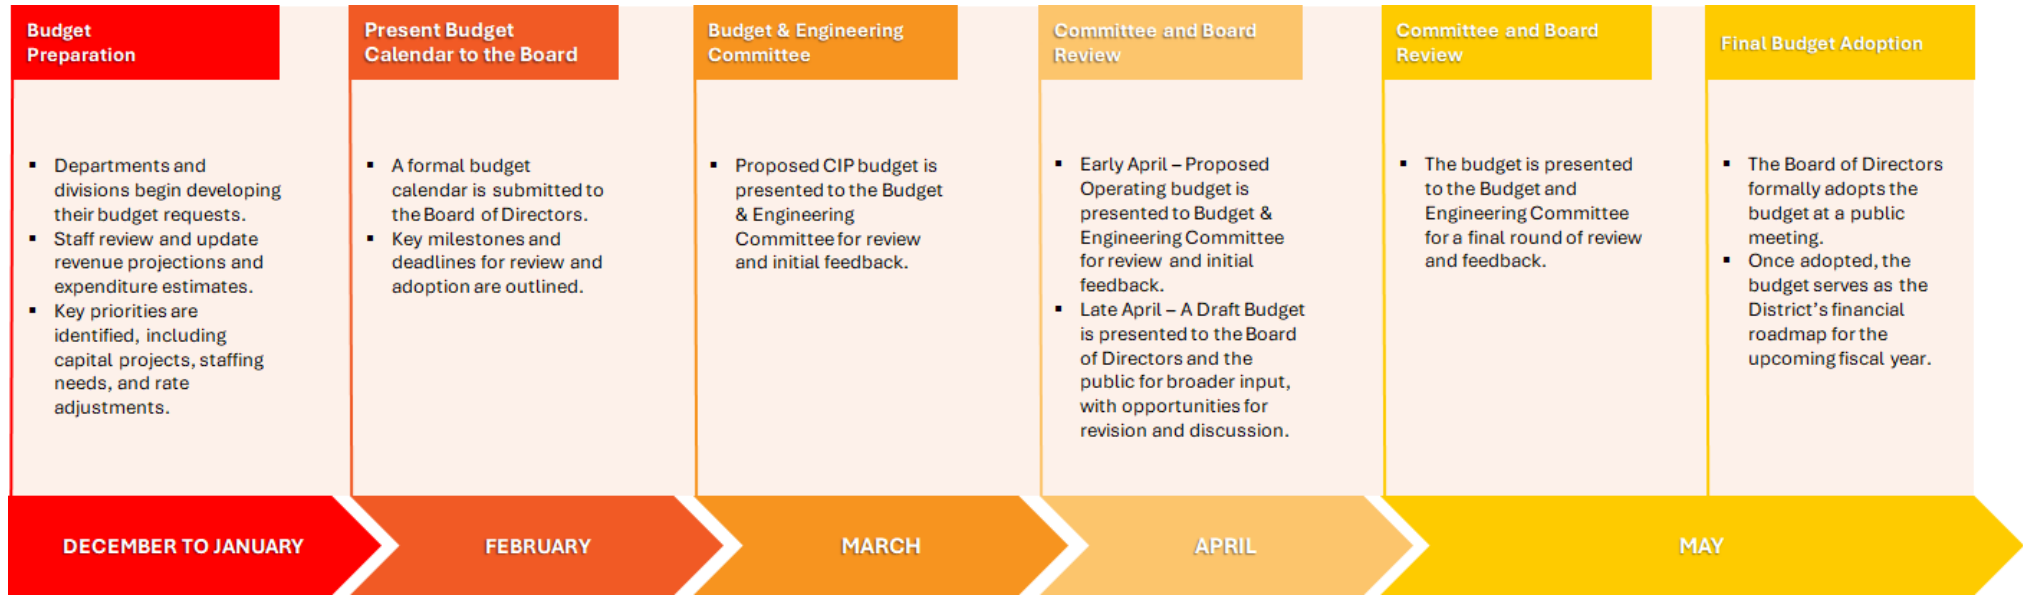 Budget
Preparation
▪ Departments and
divisions begin developing
their budget requests.
▪ Staff review and update
revenue projections and
expenditure estimates.
▪ Key priorities are
identified, including
capital projects, staffing
needs, and rate
adjustments.
DECEMBER TO JANUARY
Present Budget
Calendar to the Board
▪ A formal budget
calendar is submitted to
the Board of Directors.
▪ Key milestones and
deadlines for review and
adoption are outlined.
FEBRUARY
Budget & Engineering
Committee
▪ Proposed CIP budget is
presented to the Budget
& Engineering
Committee for review
and initial feedback.
MARCH
Committee and Board
Review
▪ Early April – Proposed
Operating budget is
presented to Budget &
Engineering Committee
for review and initial
feedback.
▪ Late April – A Draft Budget
is presented to the Board
of Directors and the
public for broader input,
with opportunities for
revision and discussion.
APRIL
Committee and Board
Review
▪ The budget is presented
to the Budget and
Engineering Committee
for a final round of review
and feedback.
Final Budget Adoption
▪ The Board of Directors
formally adopts the
budget at a public
meeting.
▪ Once adopted, the
budget serves as the
District's financial
roadmap for the
upcoming fiscal year.
MAY